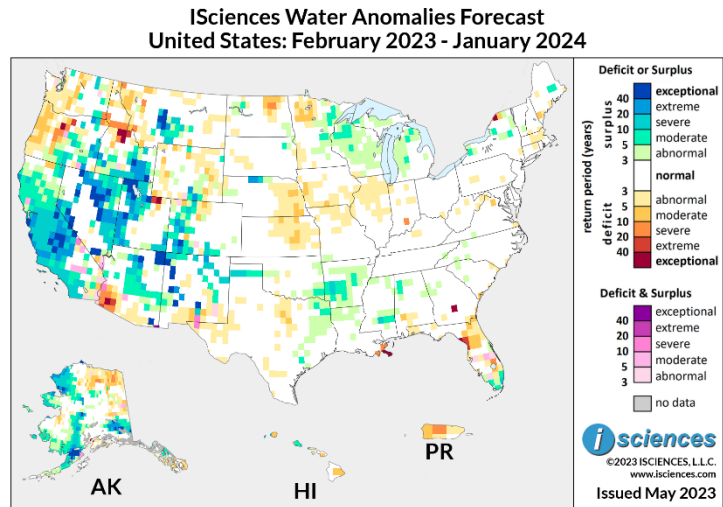 ISciences Water Anomalies Forecast
United States: February 2023 - January 2024
Deficit or Surplus
exceptional
40
extreme
20
severe
10
moderate
5
abnormal
3
normal
3
abnormal
5
moderate
10
severe
20
extreme
40
exceptional
return period (years)
surplus
deficit
Deficit & Surplus
exceptional
40
extreme
20
severe
10
moderate
5
abnormal
3
no data
i sciences
©2023 ISCIENCES, L.L.C.
www.isciences.com
Issued May 2023
AK
HI
PR